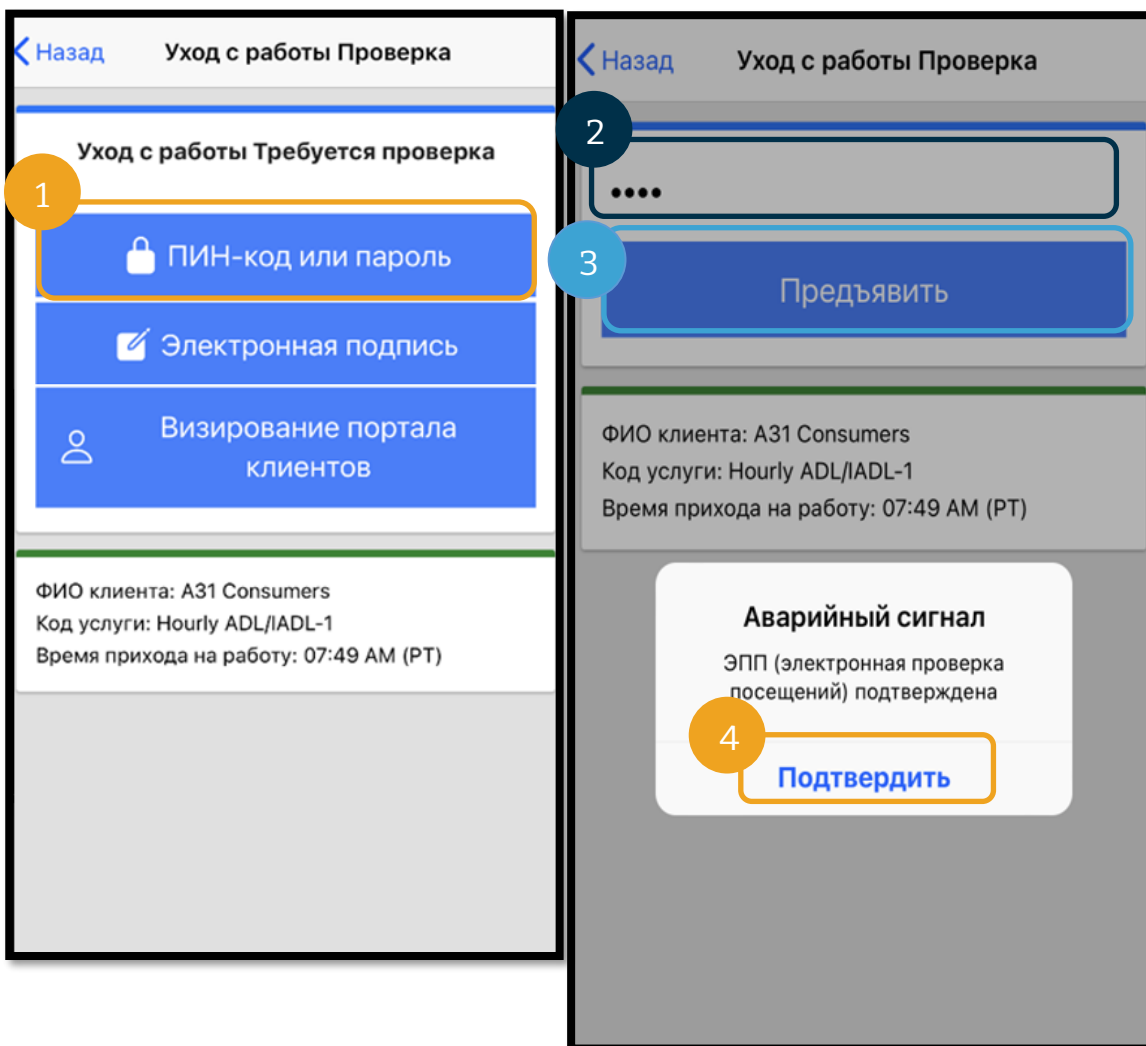 Назад Уход с работы Проверка
Уход с работы Требуется проверка
1
ПИН-код или пароль
Электронная подпись
Визирование портала
клиентов
ФИО клиента: A31 Consumers
Код услуги: Hourly ADL/IADL-1
Время прихода на работу: 07:49 AM (PT)
Назад Уход с работы Проверка
2
••••
3
Предъявить
ФИО клиента: A31 Consumers
Код услуги: Hourly ADL/IADL-1
Время прихода на работу: 07:49 AM (PT)
Аварийный сигнал
ЭПП (электронная проверка
посещений) подтверждена
4
Подтвердить